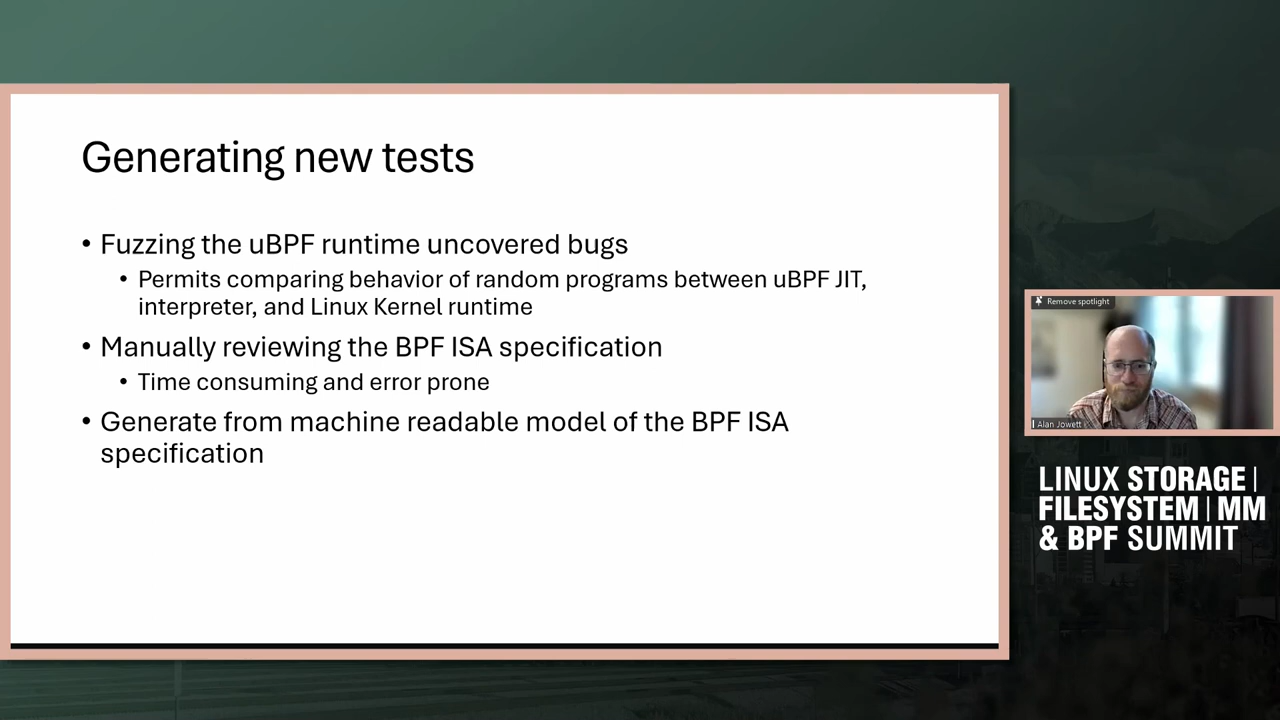 Generating new tests
• Fuzzing the uBPF runtime uncovered bugs
• Permits comparing behavior of random programs between uBPF JIT,
interpreter, and Linux Kernel runtime
• Manually reviewing the BPF ISA specification
• Time consuming and error prone
• Generate from machine readable model of the BPF ISA
specification
Remove spotlight
Alan Jowett
LINUX STORAGE |
FILESYSTEM | MM
& BPF SUMMIT